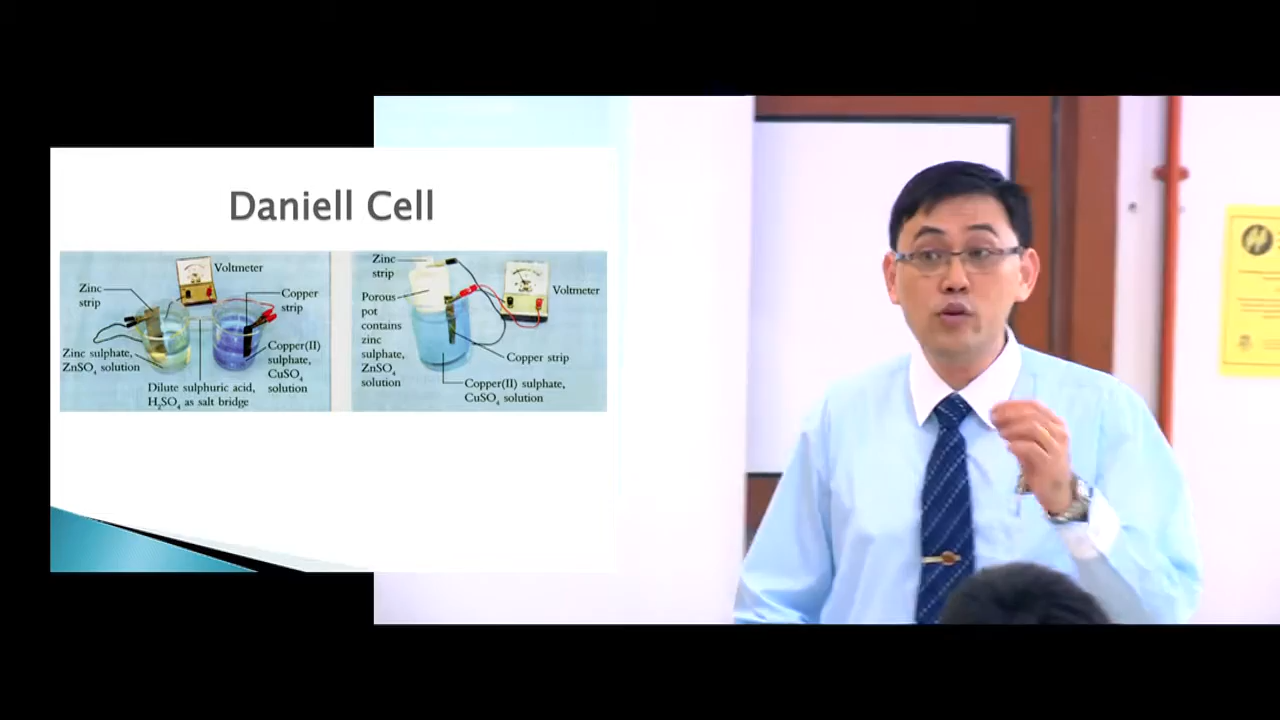 Daniell Cell
Voltmeter
Zinc
strip
Copper
strip
Zinc sulphate,
ZnSO₄ solution
Copper(II)
sulphate,
CuSO₄
solution
Dilute sulphuric acid,
H₂SO₄ as salt bridge
Zinc
strip
Porous
pot
contains
zinc
sulphate,
ZnSO₄
solution
Voltmeter
Copper strip
Copper(II) sulphate,
CuSO₄ solution